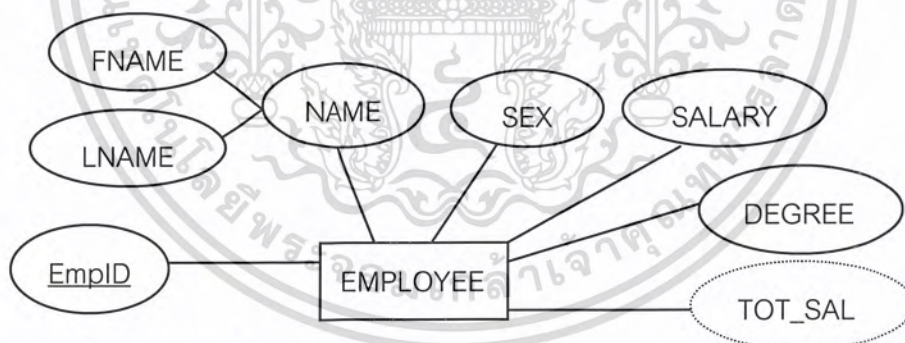 FNAME
NAME
SEX
SALARY
LNAME
DEGREE
EmpID
EMPLOYEE
TOT_SAL